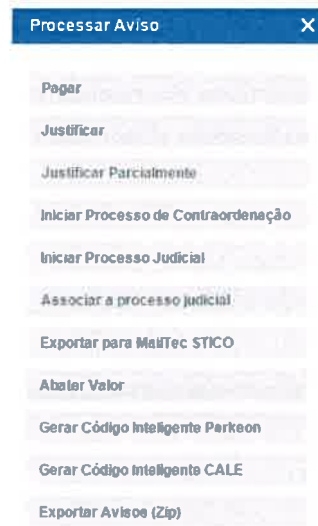 Processar Aviso X
Pagar
Justificar
Justificar Parcialmente
Iniciar Processo de Contraordenação
Iniciar Processo Judicial
Associar a processo judicial
Exportar para MailTec STICO
Abater Valor
Gerar Código Inteligente Parkeon
Gerar Código Inteligente CALE
Exportar Avisos (Zip)